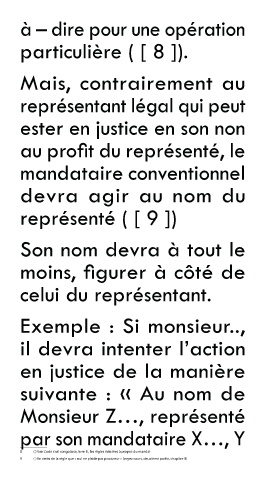 à – dire pour une opération
particulière ( [ 8 ]).
Mais, contrairement au
représentant légal qui peut
ester en justice en son non
au profit du représenté, le
mandataire conventionnel
devra agir au nom du
représenté ( [ 9 ])
Son nom devra à tout le
moins, figurer à côté de
celui du représentant.
Exemple : Si monsieur..,
il devra intenter l’action
en justice de la manière
suivante : « Au nom de
Monsieur Z…, représenté
par son mandataire X…, Y
8
9